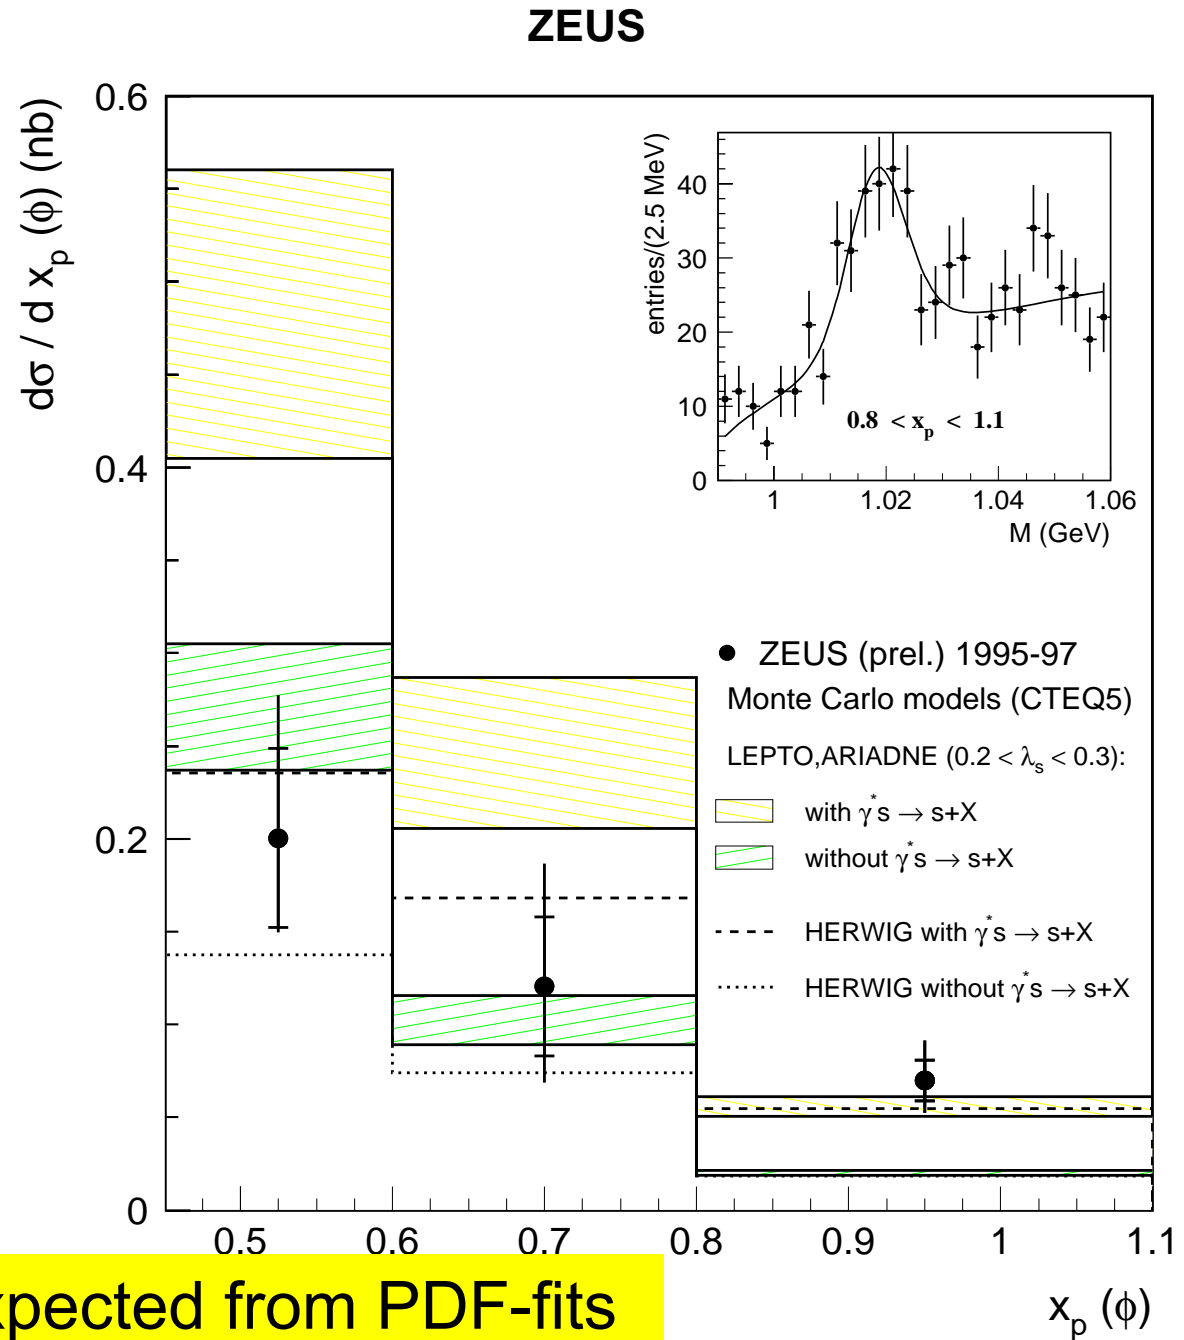 ZEUS
dσ / d x_p (ϕ) (nb)
0.6
0.4
0.2
0
entries/(2.5 MeV)
40
30
20
10
0
0.8 < x_p < 1.1
1 1.02 1.04 1.06
M (GeV)
ZEUS (prel.) 1995-97
Monte Carlo models (CTEQ5)
LEPTO,ARIADNE (0.2 < λ_s < 0.3):
with γ*s → s+X
without γ*s → s+X
HERWIG with γ*s → s+X
HERWIG without γ*s → s+X
0.5 0.6 0.7 0.8 0.9 1 1.1
xpected from PDF-fits
x_p (ϕ)